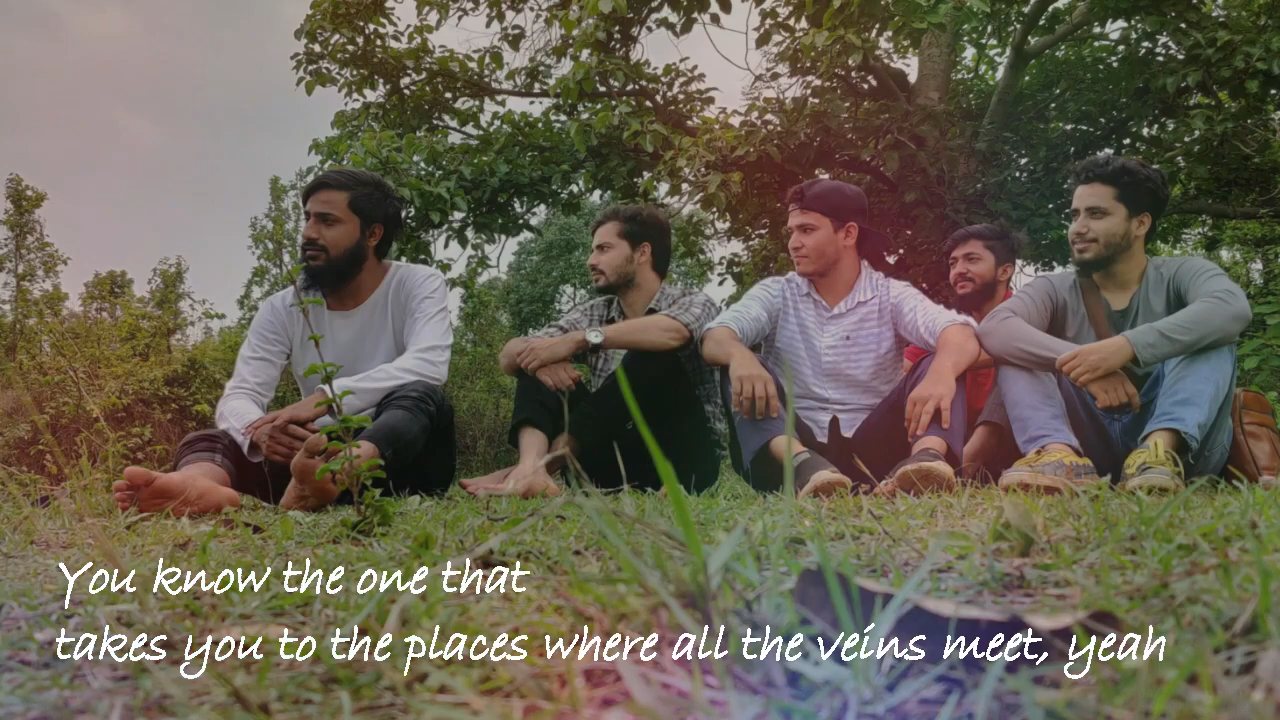 You know the one that
takes you to the places where all the veins meet, yeah